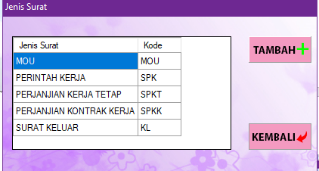 Jenis Surat
Jenis Surat Kode
MOU MOU
PERINTAH KERJA SPK
PERJANJIAN KERJA TETAP SPKT
PERJANJIAN KONTRAK KERJA SPKK
SURAT KELUAR KL
TAMBAH
KEMBALI